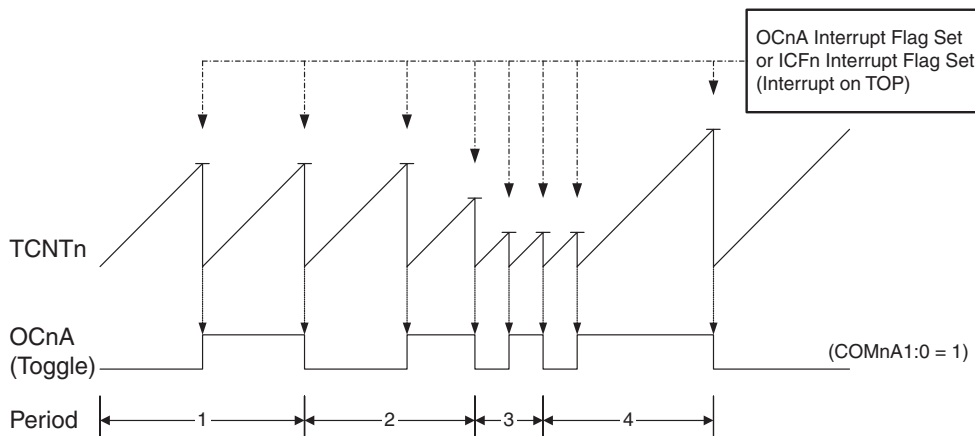 OCnA Interrupt Flag Set
or ICFn Interrupt Flag Set
(Interrupt on TOP)
TCNTn
OCnA
(Toggle)
(COMnA1:0 = 1)
Period
1
2
3
4